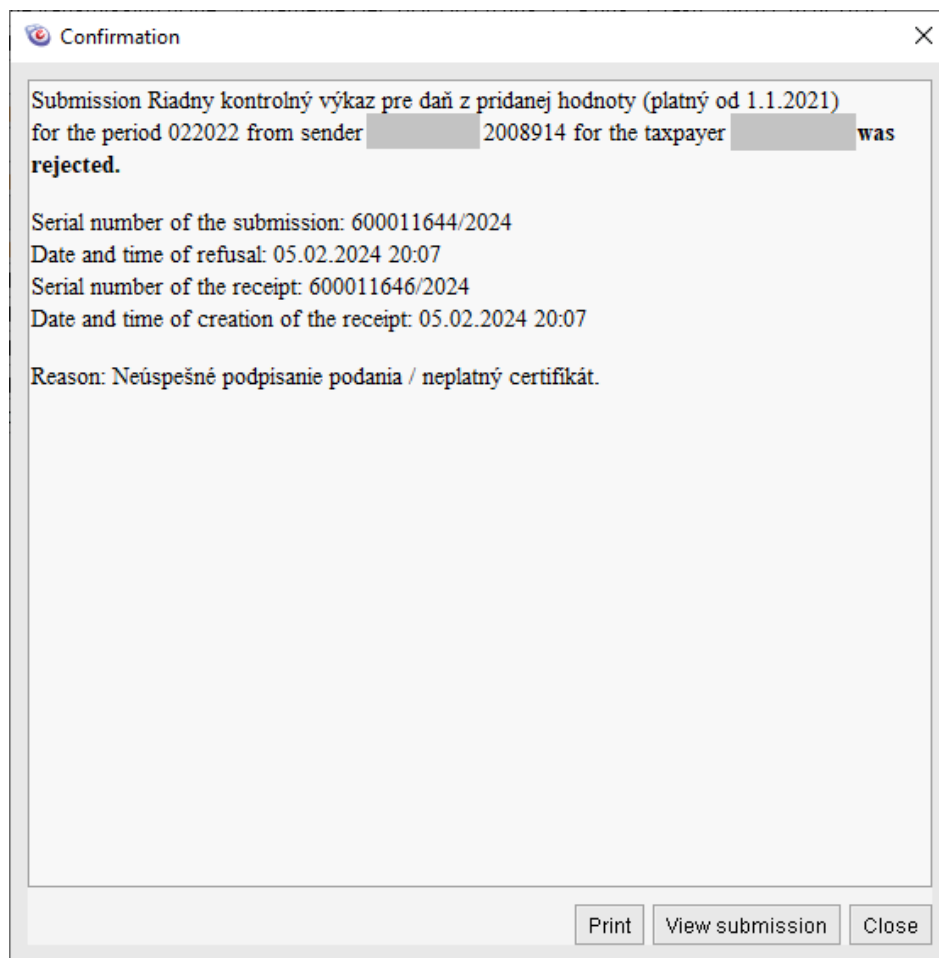 Confirmation
Submission Riadny kontrolný výkaz pre daň z pridanej hodnoty (platný od 1.1.2021)
for the period 022022 from sender 2008914 for the taxpayer was
rejected.
Serial number of the submission: 600011644/2024
Date and time of refusal: 05.02.2024 20:07
Serial number of the receipt: 600011646/2024
Date and time of creation of the receipt: 05.02.2024 20:07
Reason: Neúspešné podpisanie podania / neplatný certifikát.
Print View submission Close